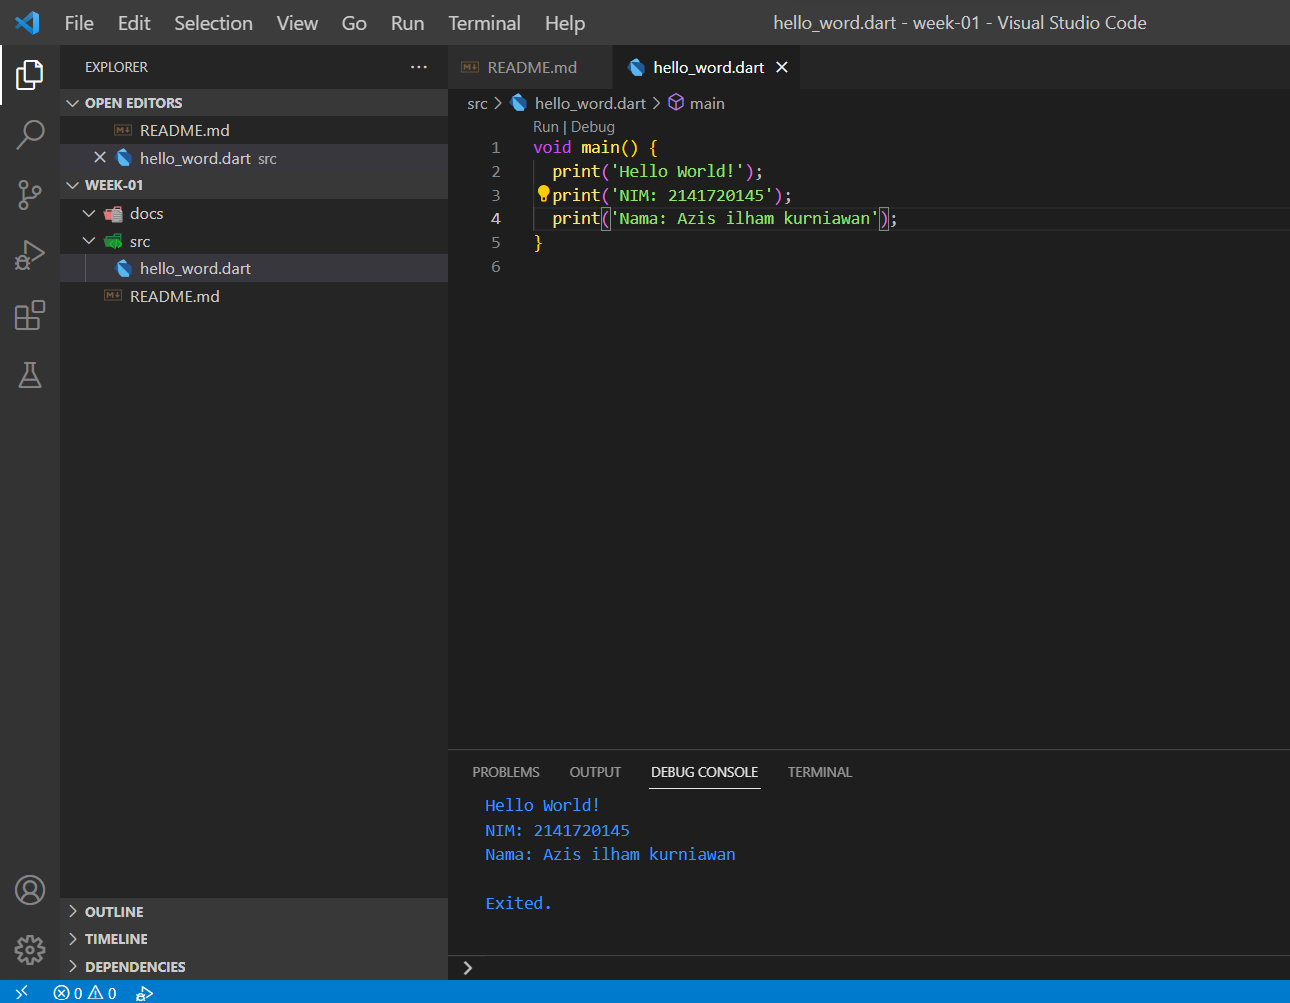 File Edit Selection View Go Run Terminal Help hello_word.dart - week-01 - Visual Studio Code
EXPLORER ···
OPEN EDITORS
README.md
hello_word.dart src
WEEK-01
docs
src
hello_word.dart
README.md
OUTLINE
TIMELINE
DEPENDENCIES
README.md hello_word.dart
src > hello_word.dart > main
Run | Debug
1 void main() {
2 print('Hello World!');
3 print('NIM: 2141720145');
4 print('Nama: Azis ilham kurniawan');
5 }
6
PROBLEMS OUTPUT DEBUG CONSOLE TERMINAL
Hello World!
NIM: 2141720145
Nama: Azis ilham kurniawan
Exited.
>
0 0